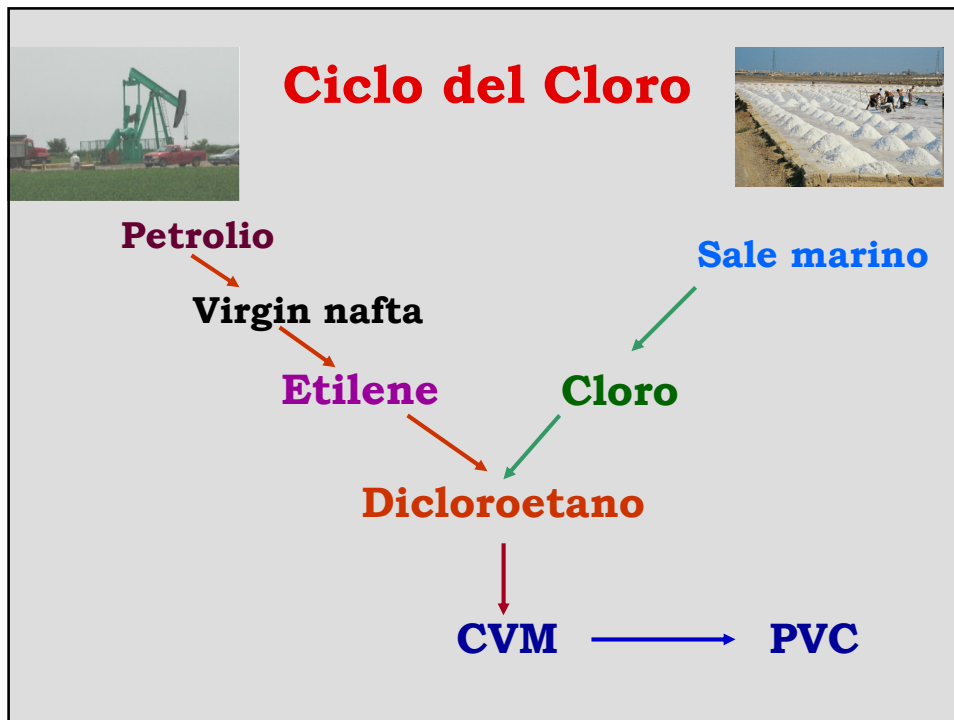 Ciclo del Cloro
Petrolio
Sale marino
Virgin nafta
Etilene
Cloro
Dicloroetano
CVM
PVC